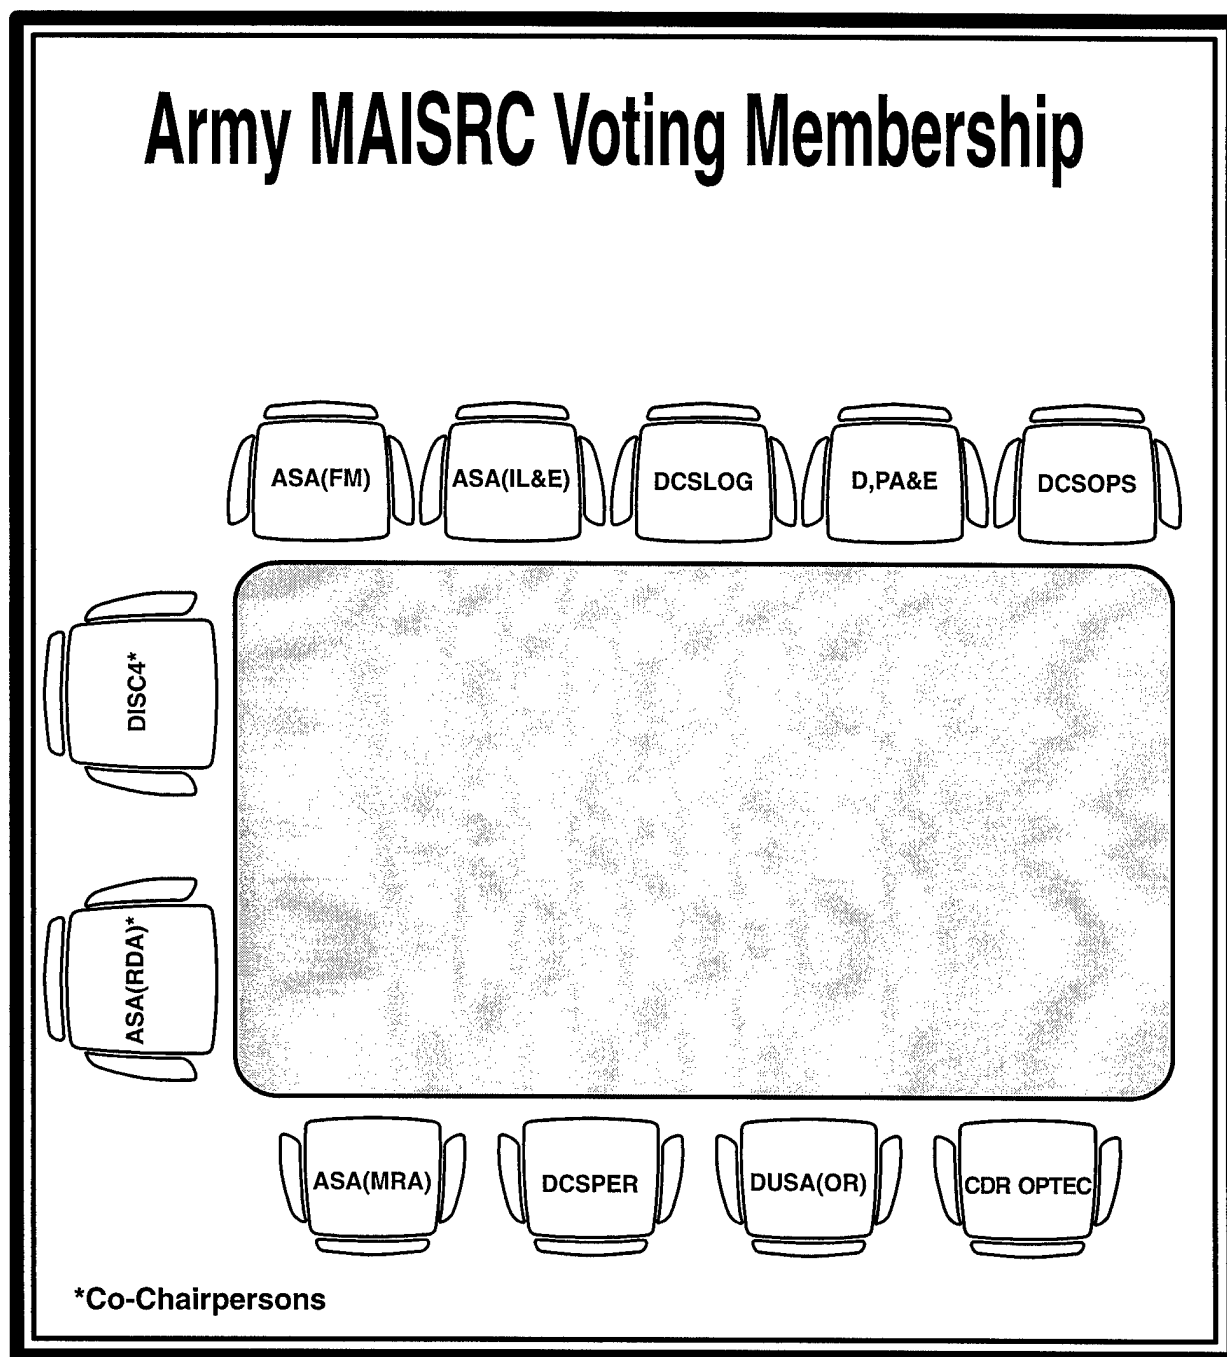 Army MAISRC Voting Membership
ASA(FM)
ASA(IL&E)
DCSLOG
D,PA&E
DCSOPS
DISC4*
ASA(RDA)*
ASA(MRA)
DCSPER
DUSA(OR)
CDR OPTEC
*Co-Chairpersons